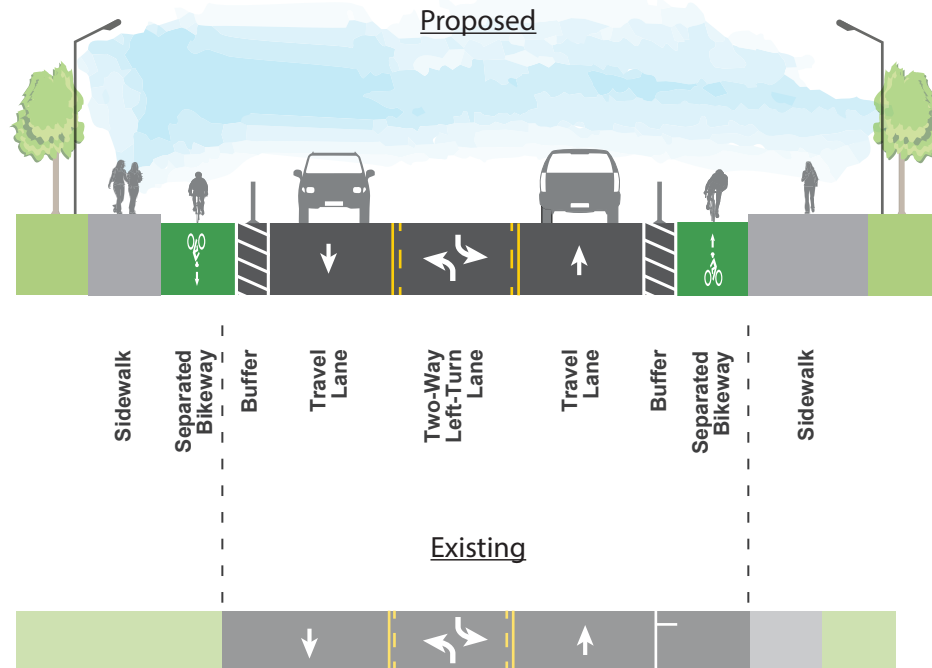 Proposed
Sidewalk
Separated
Bikeway
Buffer
Travel
Lane
Two-Way
Left-Turn
Lane
Travel
Lane
Buffer
Separated
Bikeway
Sidewalk
Existing